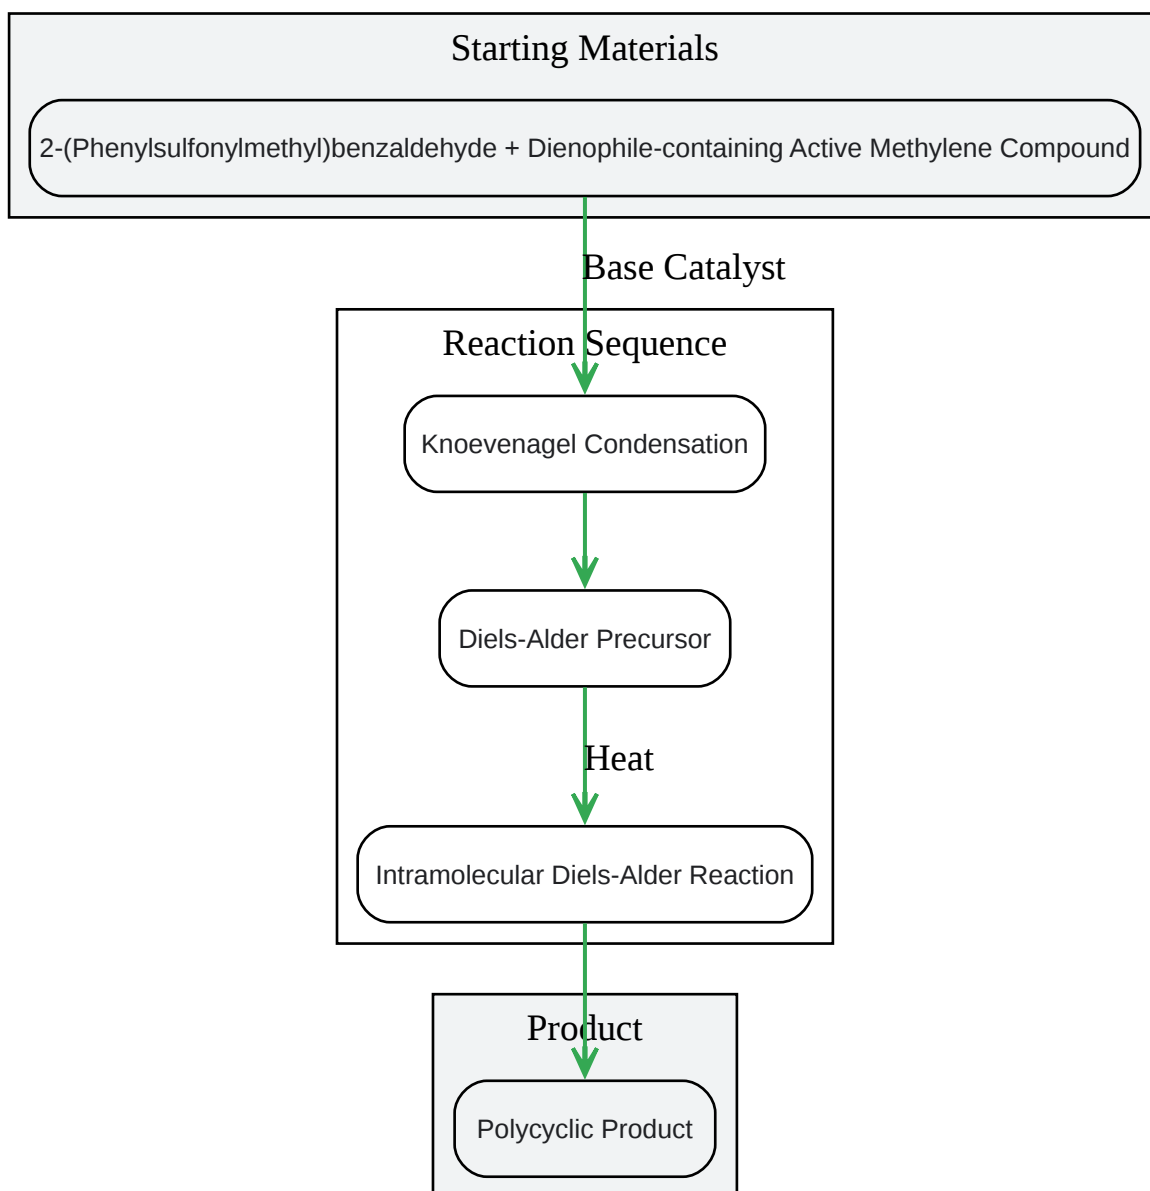 Starting Materials
2-(Phenylsulfonylmethyl)benzaldehyde + Dienophile-containing Active Methylene Compound
Base Catalyst
Reaction Sequence
Knoevenagel Condensation
Diels-Alder Precursor
Heat
Intramolecular Diels-Alder Reaction
Product
Polycyclic Product